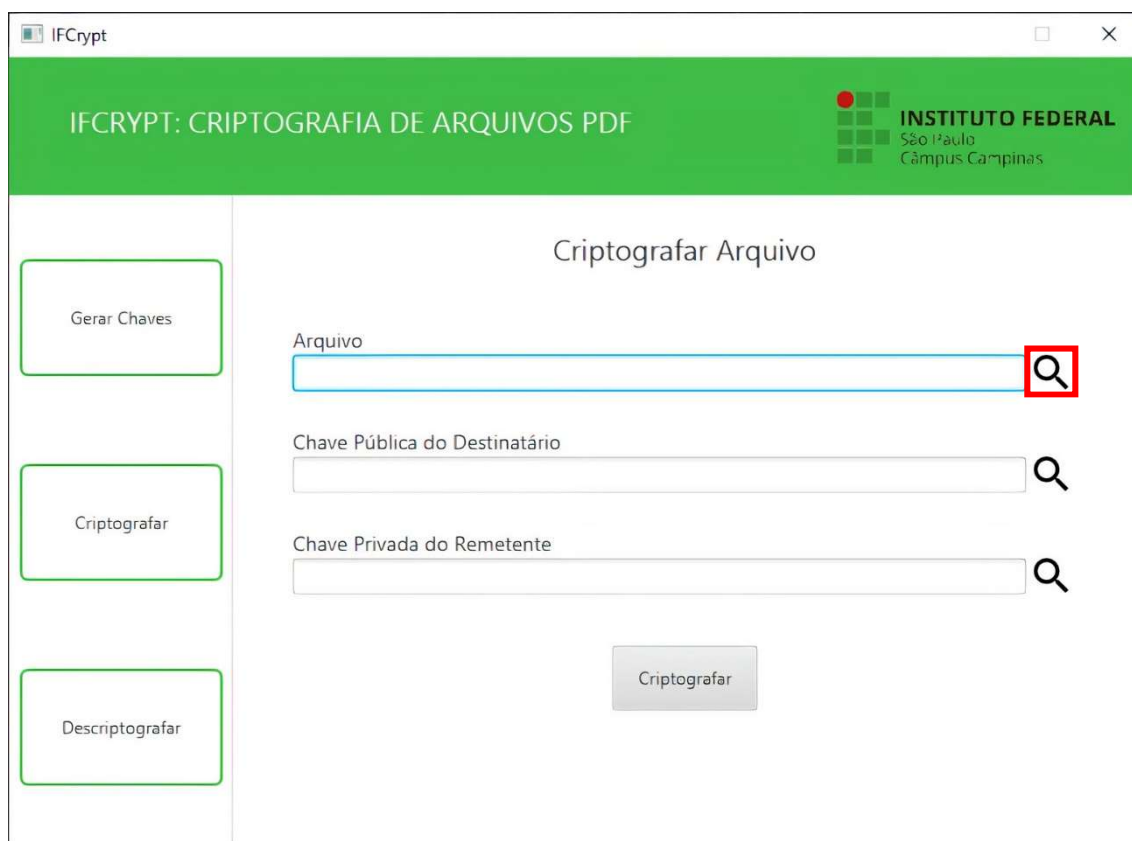 IFCrypt
IFCRYPT: CRIPTOGRAFIA DE ARQUIVOS PDF
INSTITUTO FEDERAL
São Paulo
Câmpus Campinas
Criptografar Arquivo
Gerar Chaves
Arquivo
Chave Pública do Destinatário
Criptografar
Chave Privada do Remetente
Criptografar
Descriptografar